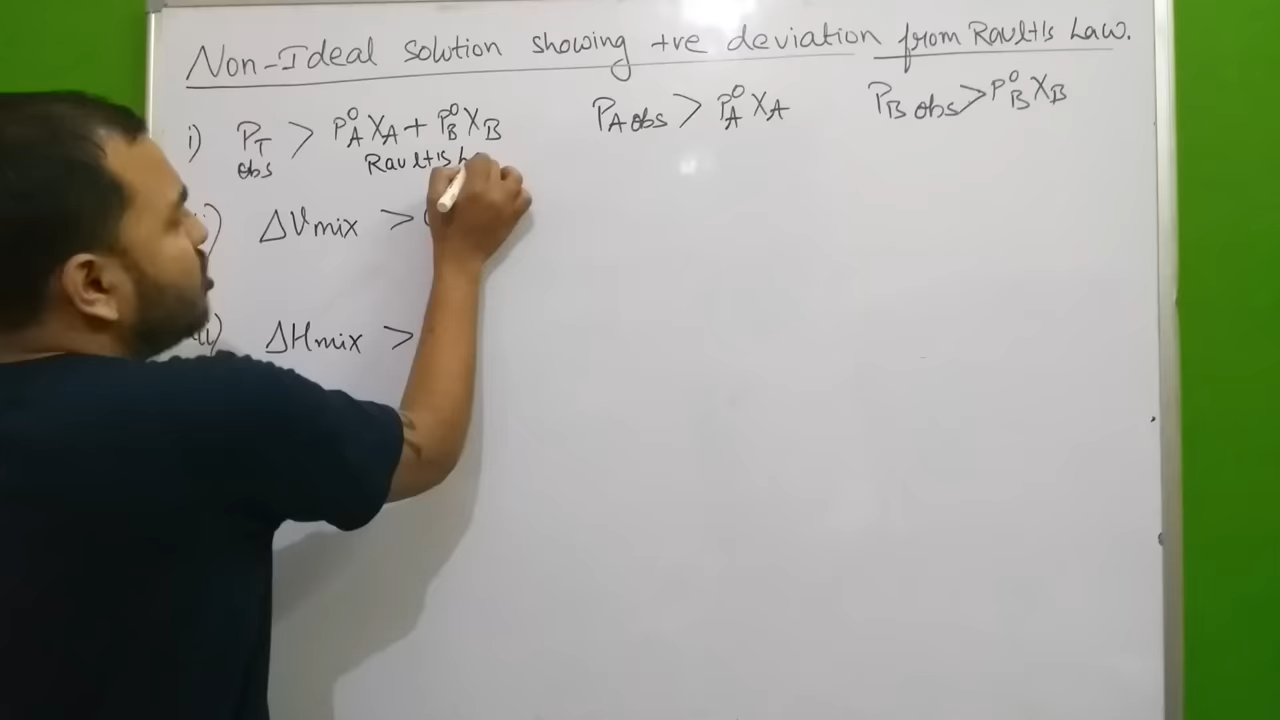 Non-Ideal solution showing +ve deviation from Rault's Law.
i) PT obs > P°A XA + P°B XB PA obs > P°A XA PB obs > P°B XB
Rault's
ΔVmix >
ΔHmix >